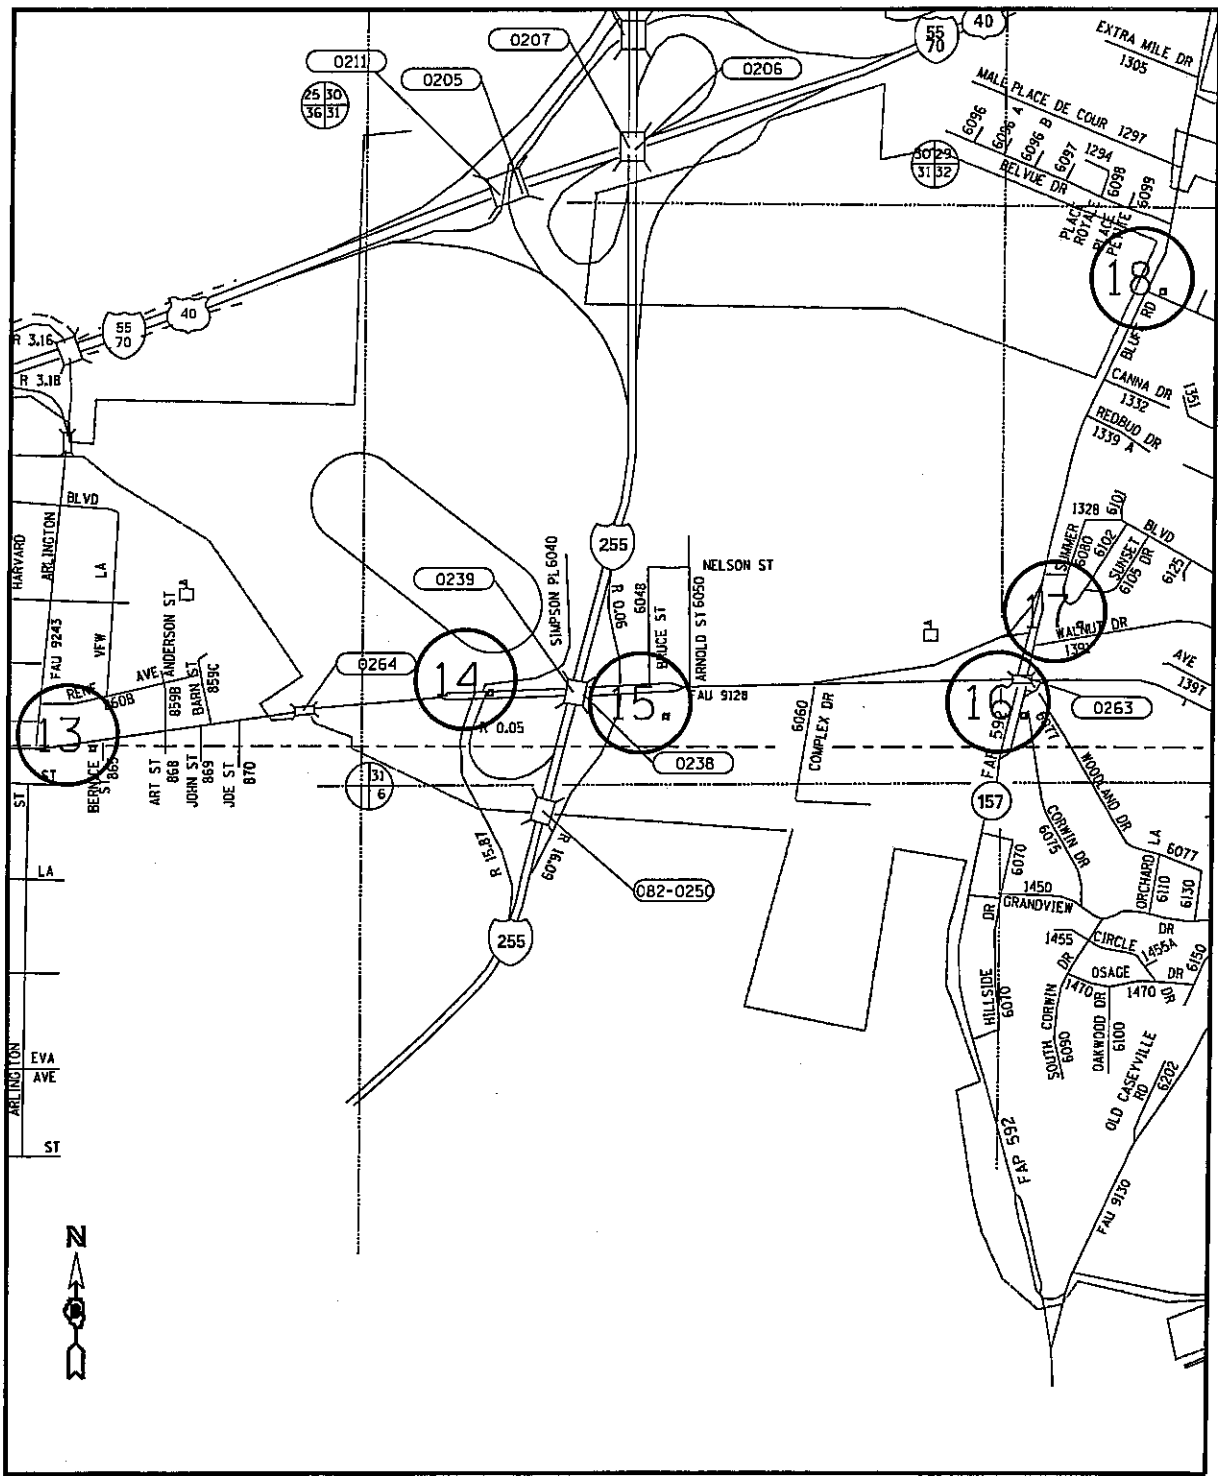 0207
55
70
40
EXTRA MILE DR
1305
0211
0205
0206
25 30
36 31
MALL PLACE DE COUR 1297
6096
6096 A
6096 B
6097
1294
6098
6099
30 29
31 32
BELVUE DR
PLACE
ROYALE
PLACE
PETITE
18.
BLUFF RD
40
55
70
R 3.16
R 3.18
CANNA DR
1332
1351
REDBUD DR
1339 A
BLVD
HARVARD
ARLINGTON
LA
VFW
FAU 9243
255
SIMPSON PL 6040
NELSON ST
0239
R 0.06
6048
BRUCE ST
ARNOLD ST 6050
1328
6101
SUMMER
6080
6102
SUNSET
BLVD
6105 DR
6125
17.
WALNUT DR
1391
AVE
1397
ANDERSON ST
AVE
860B
859B
BARN ST
859C
0264
14.
15.
FAU 9128
16.
0263
13.
R 0.05
6060
COMPLEX DR
0238
FAP 592
6077
ST
BERNICE
ST
865
ART ST
868
JOHN ST
869
JOE ST
870
31
6
157
WOODLAND DR
CORWIN DR
6075
ST
LA
R 15.87
R 16.09
082-0250
6070
LA
6077
ORCHARD
6110
6130
1450
GRANDVIEW
DR
255
DR
HILLSIDE
6070
1455
CIRCLE
1455A
DR
OSAGE
DR
6150
1470
1470
DR
SOUTH CORWIN
6090
OAKWOOD DR
6100
OLD CASEYVILLE
RD
6202
ARLINGTON
EVA
AVE
ST
FAP 592
FAU 9130
N